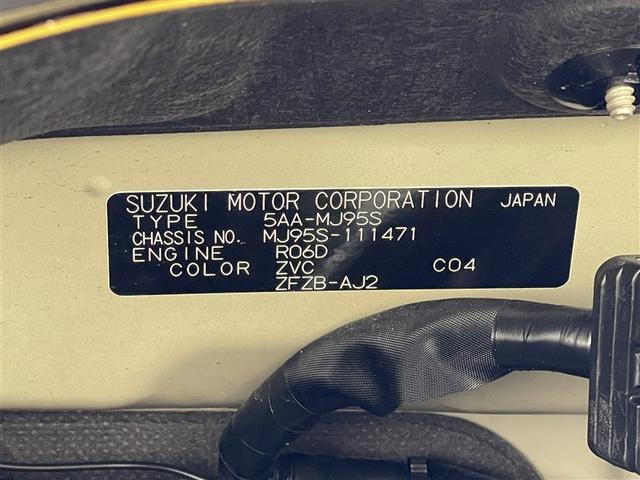 SUZUKI MOTOR CORPORATION JAPAN
TYPE 5AA-MJ95S
CHASSIS NO. MJ95S-111471
ENGINE R06D
COLOR ZVC C04
ZFZB-AJ2